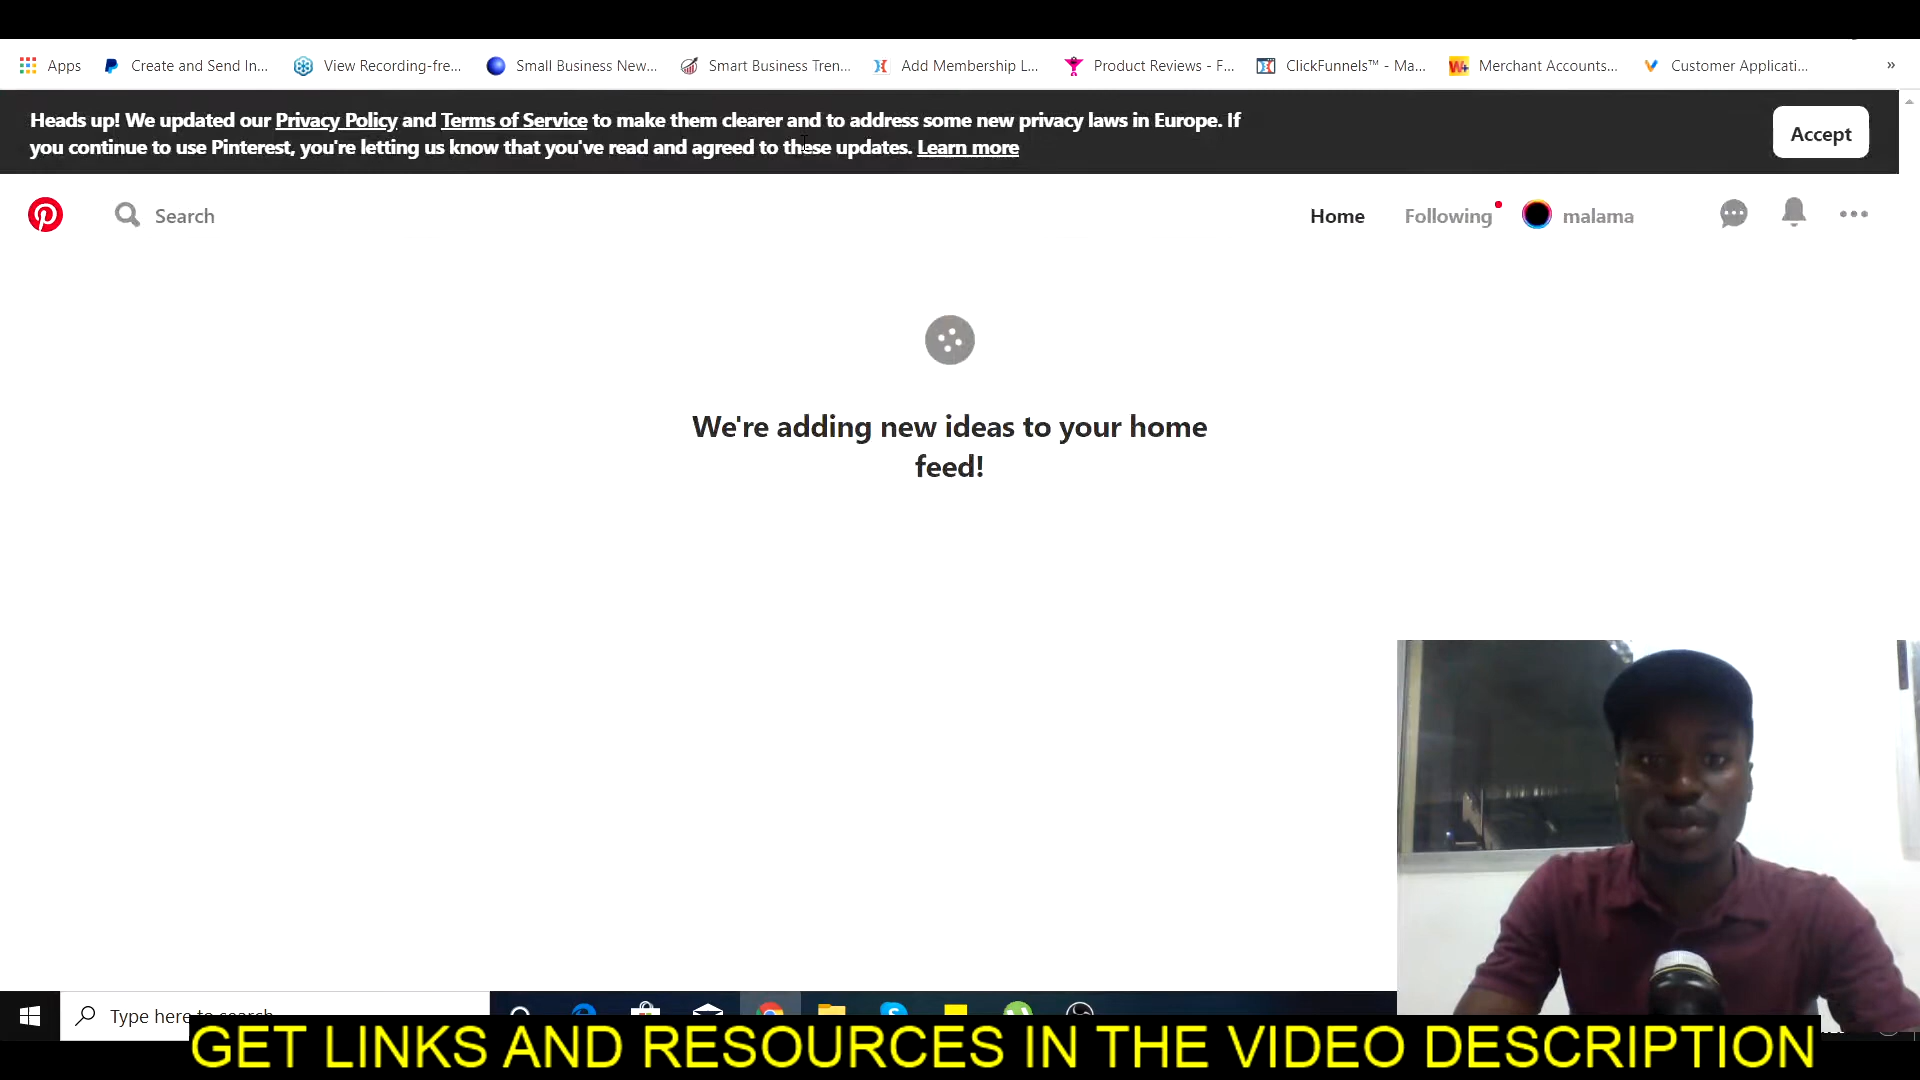 Apps Create and Send In... View Recording-fre... Small Business New... Smart Business Tren... Add Membership L... Product Reviews - F... ClickFunnels™ - Ma... Merchant Accounts... Customer Applicati... »
Heads up! We updated our Privacy Policy and Terms of Service to make them clearer and to address some new privacy laws in Europe. If
you continue to use Pinterest, you're letting us know that you've read and agreed to these updates. Learn more
Accept
Search Home Following malama
We're adding new ideas to your home
feed!
Type here to search
GET LINKS AND RESOURCES IN THE VIDEO DESCRIPTION